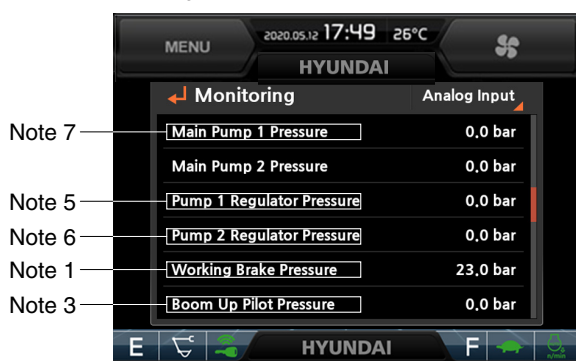 MENU
2020.05.12 17:49 26°C
HYUNDAI
Monitoring Analog Input
Note 7 Main Pump 1 Pressure 0.0 bar
Main Pump 2 Pressure 0.0 bar
Note 5 Pump 1 Regulator Pressure 0.0 bar
Note 6 Pump 2 Regulator Pressure 0.0 bar
Note 1 Working Brake Pressure 23.0 bar
Note 3 Boom Up Pilot Pressure 0.0 bar
E HYUNDAI F n/min